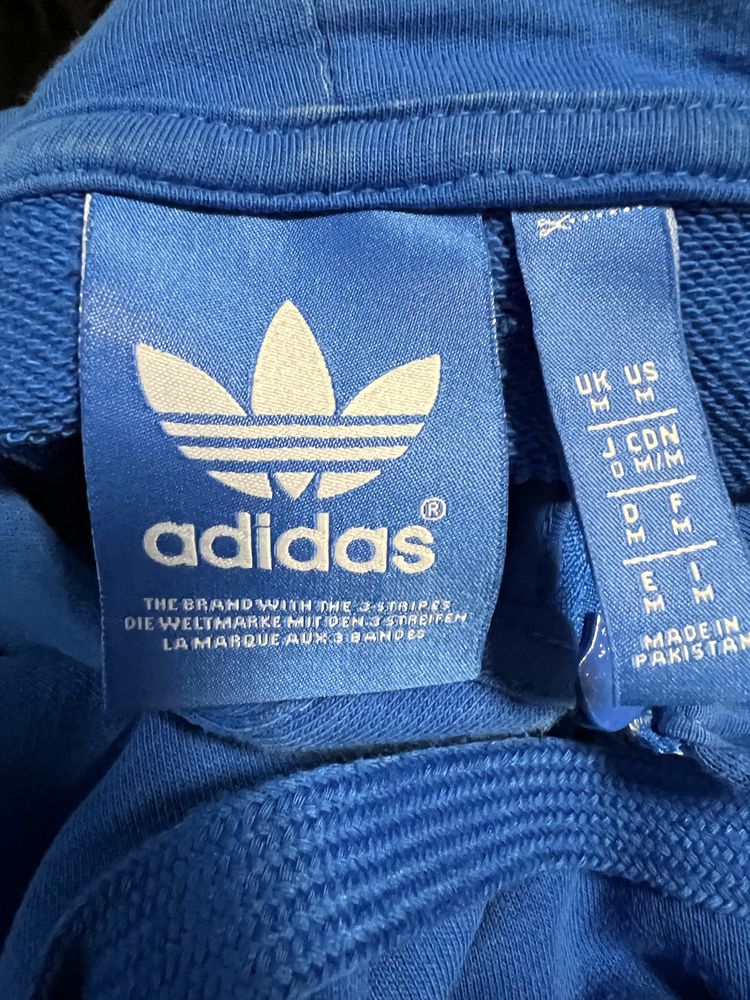 adidas®
THE BRAND WITH THE 3-STRIPES
DIE WELTMARKE MIT DEN 3 STREIFEN
LA MARQUE AUX 3 BANDES
UK US
M M
J CDN
O M/M
D F
M M
E I
M M
MADE IN
PAKISTAN